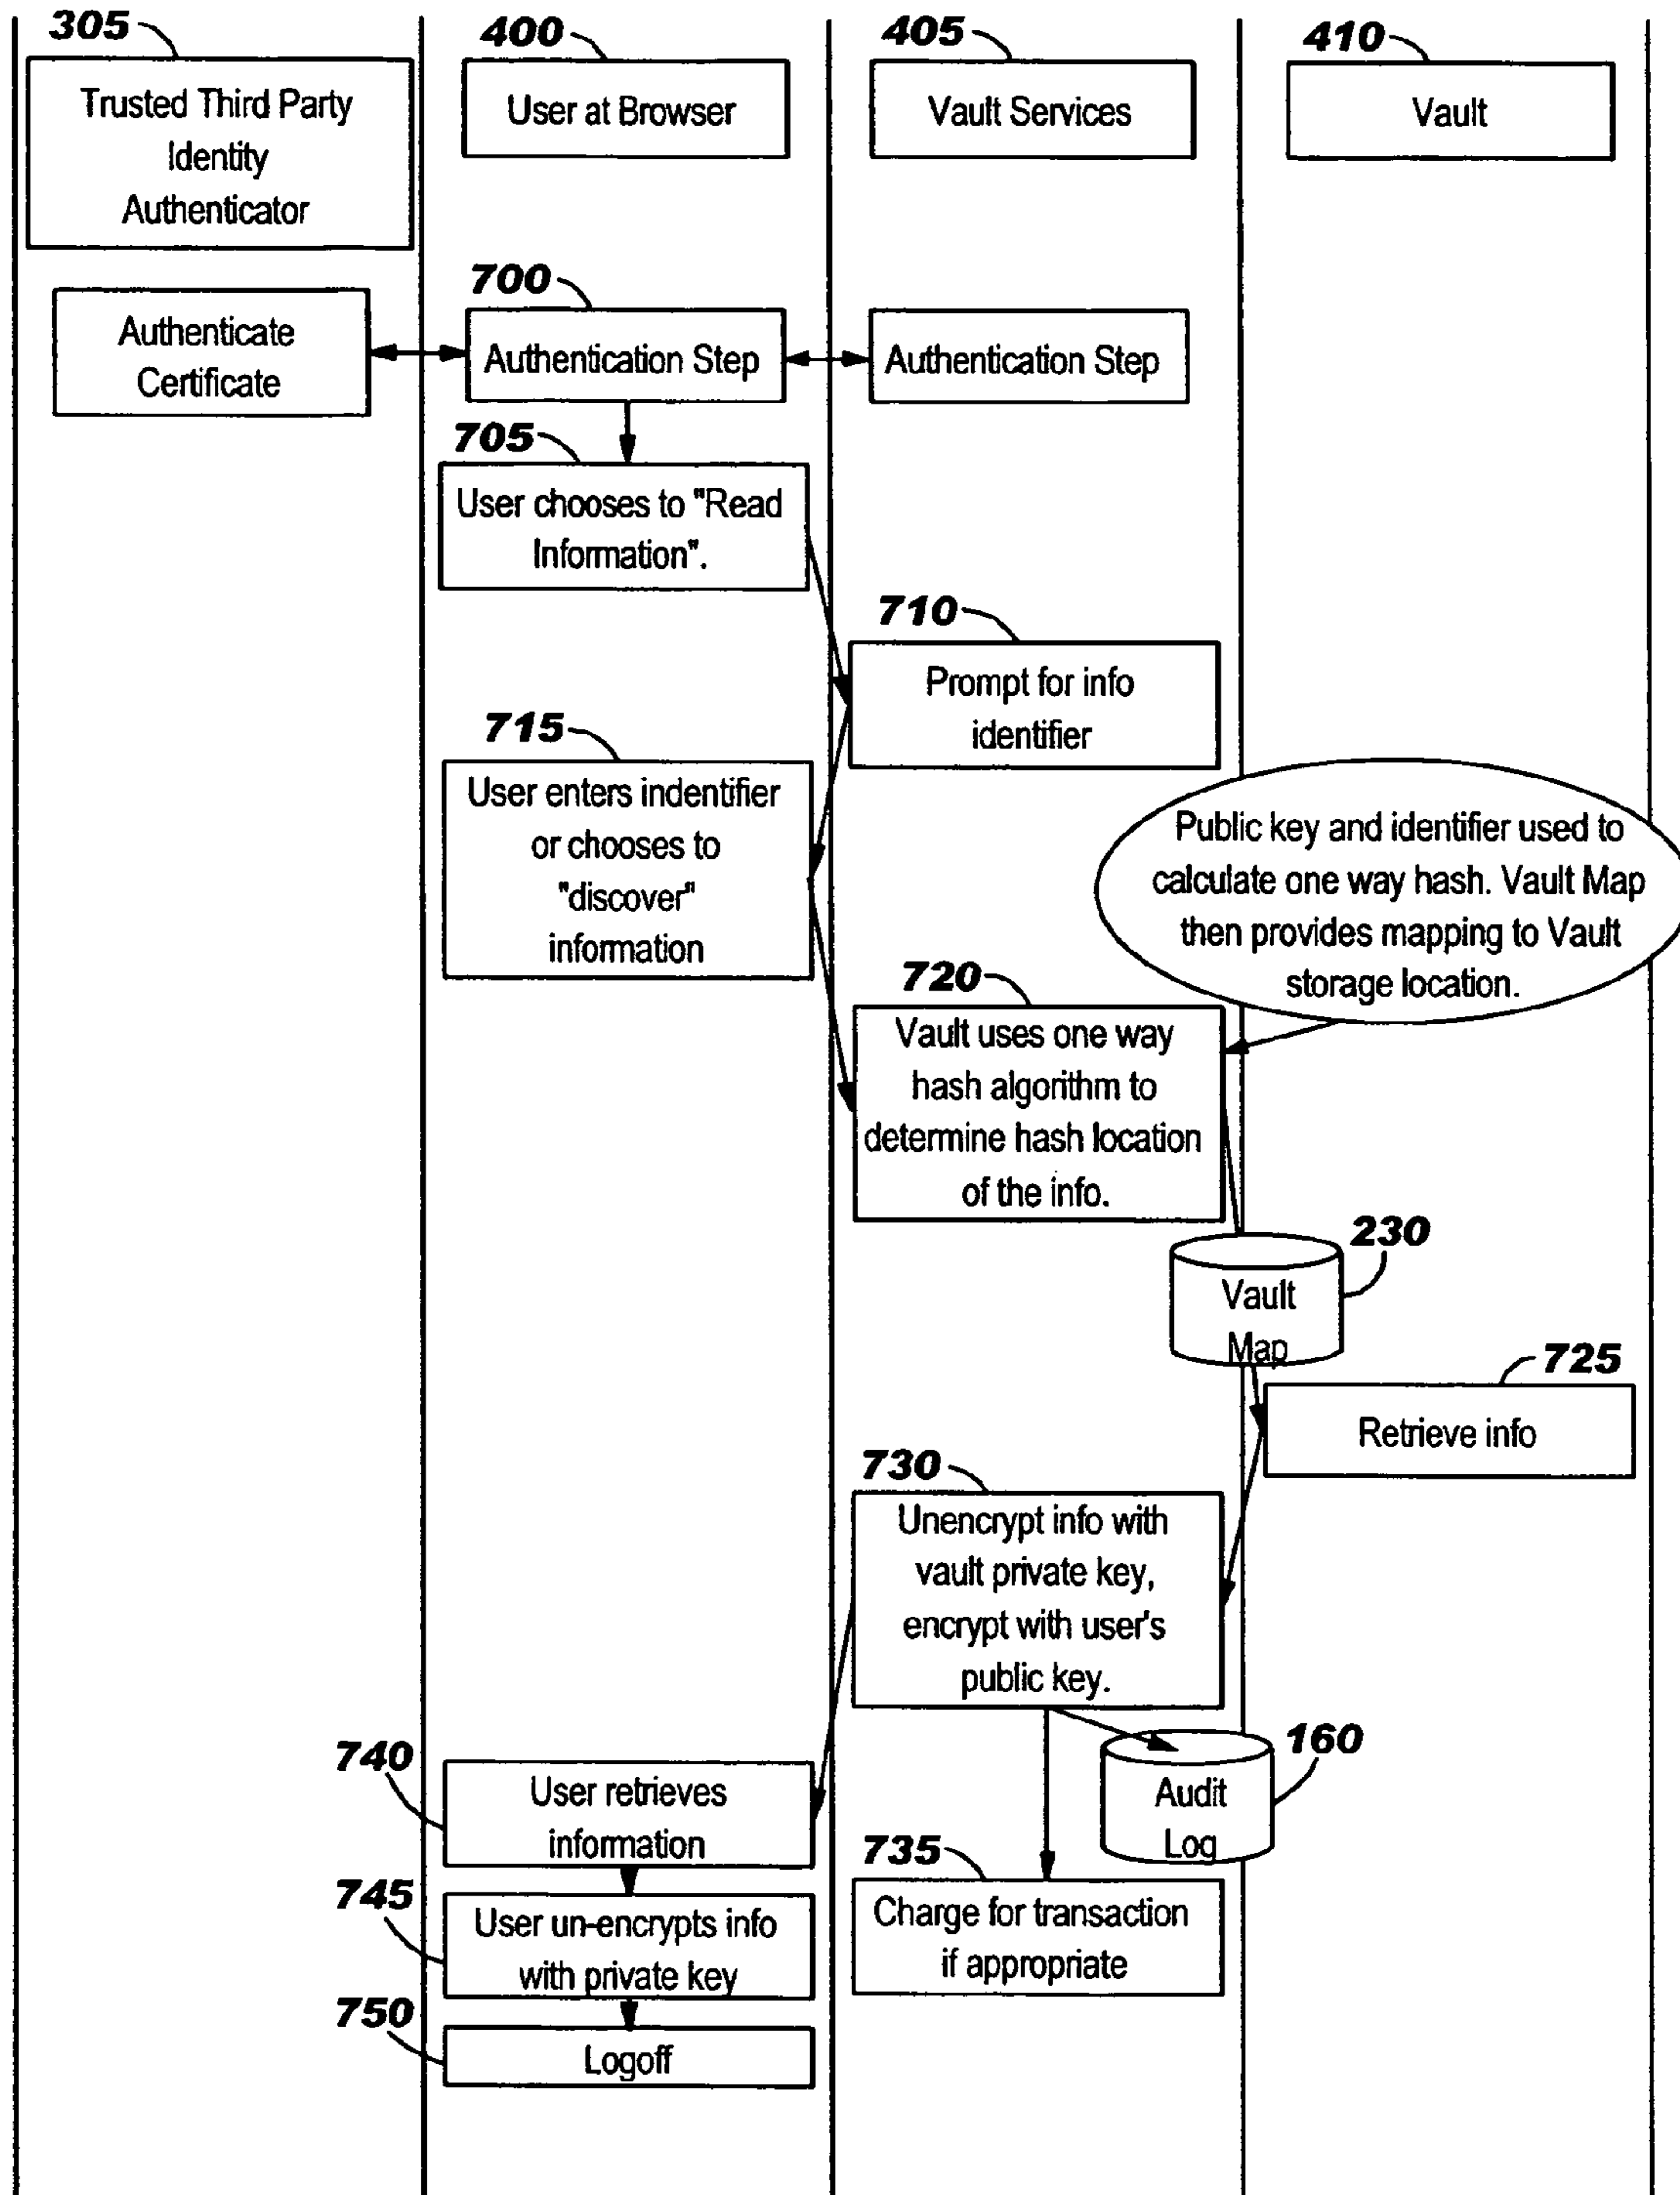 305
400
405
410
Trusted Third Party
Identity
Authenticator
User at Browser
Vault Services
Vault
700
Authenticate
Certificate
Authentication Step
Authentication Step
705
User chooses to "Read
Information".
710
Prompt for info
identifier
715
User enters indentifier
or chooses to
"discover"
information
Public key and identifier used to
calculate one way hash. Vault Map
then provides mapping to Vault
storage location.
720
Vault uses one way
hash algorithm to
determine hash location
of the info.
230
Vault
Map
725
Retrieve info
730
Unencrypt info with
vault private key,
encrypt with user's
public key.
160
Audit
Log
740
User retrieves
information
735
Charge for transaction
if appropriate
745
User un-encrypts info
with private key
750
Logoff